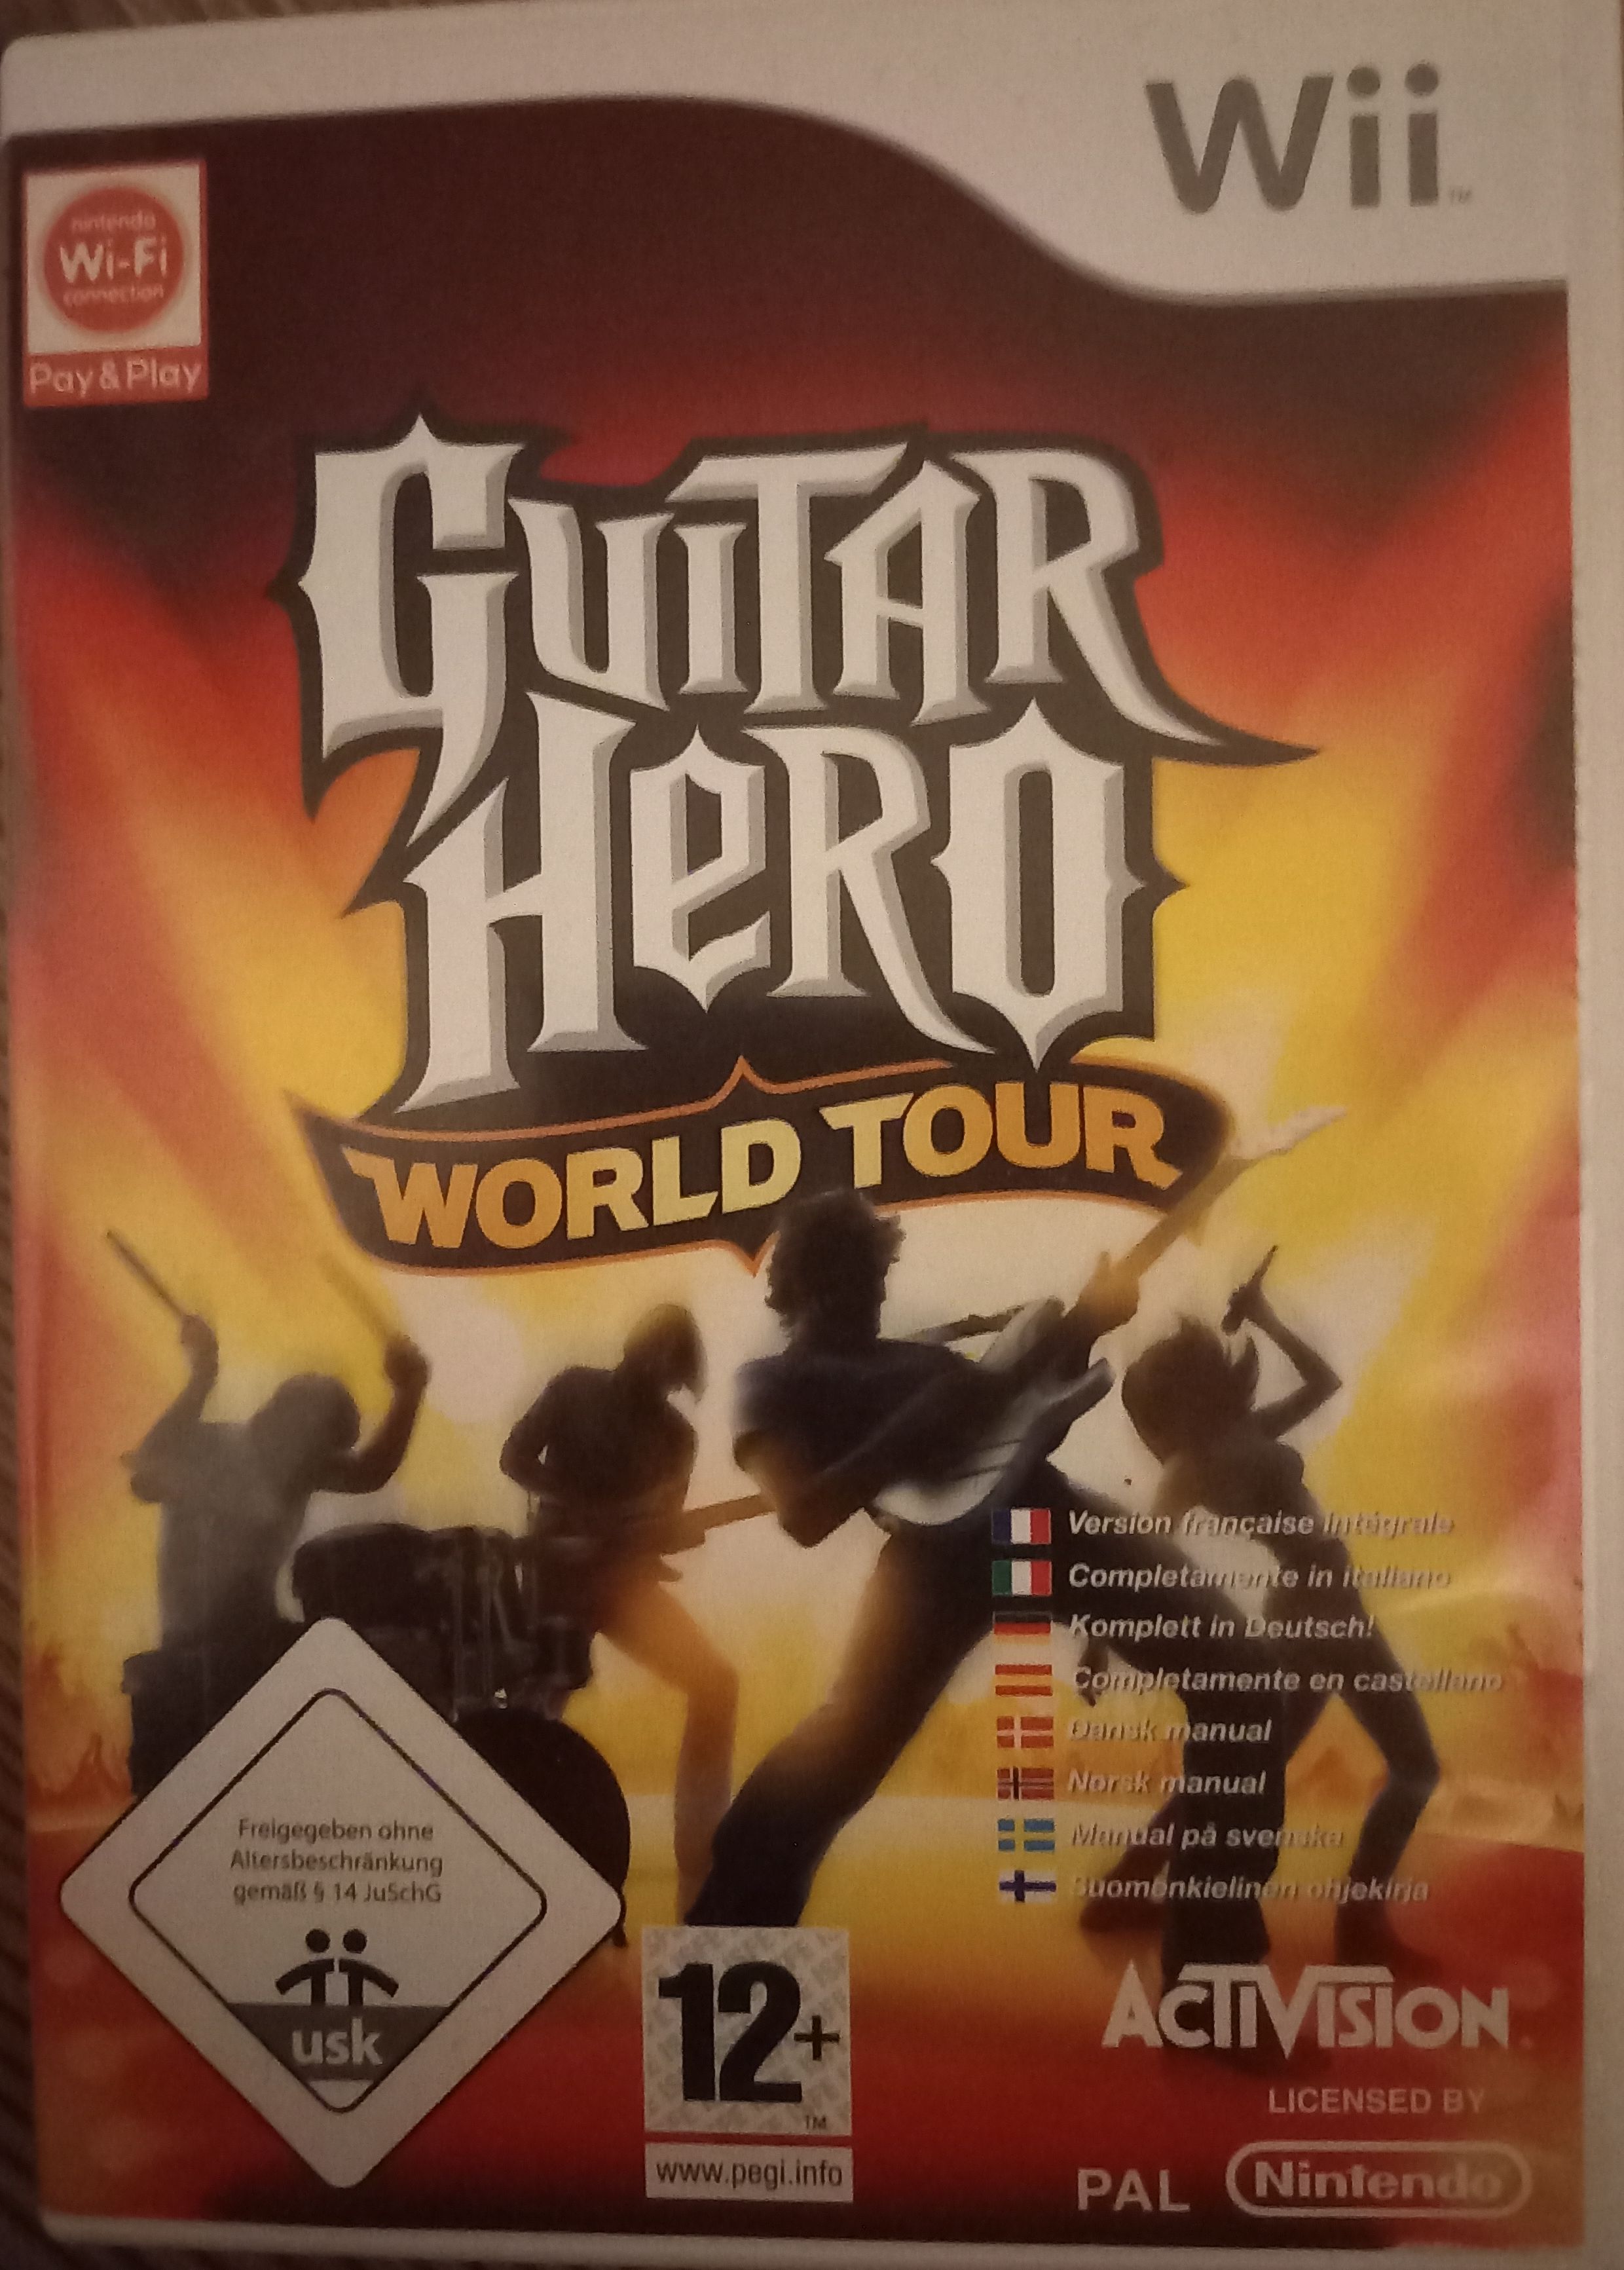 Wii™
nintendo
Wi-Fi
connection
Pay & Play
GUITAR
HERO
WORLD TOUR
Version française intégrale
Completamente in italiano
Komplett in Deutsch!
Completamente en castellano
Dansk manual
Norsk manual
Manual på svenska
Suomenkielinen ohjekirja
Freigegeben ohne
Altersbeschränkung
gemäß § 14 JuSchG
usk
12+
™
www.pegi.info
ACTIVISION
LICENSED BY
PAL
Nintendo